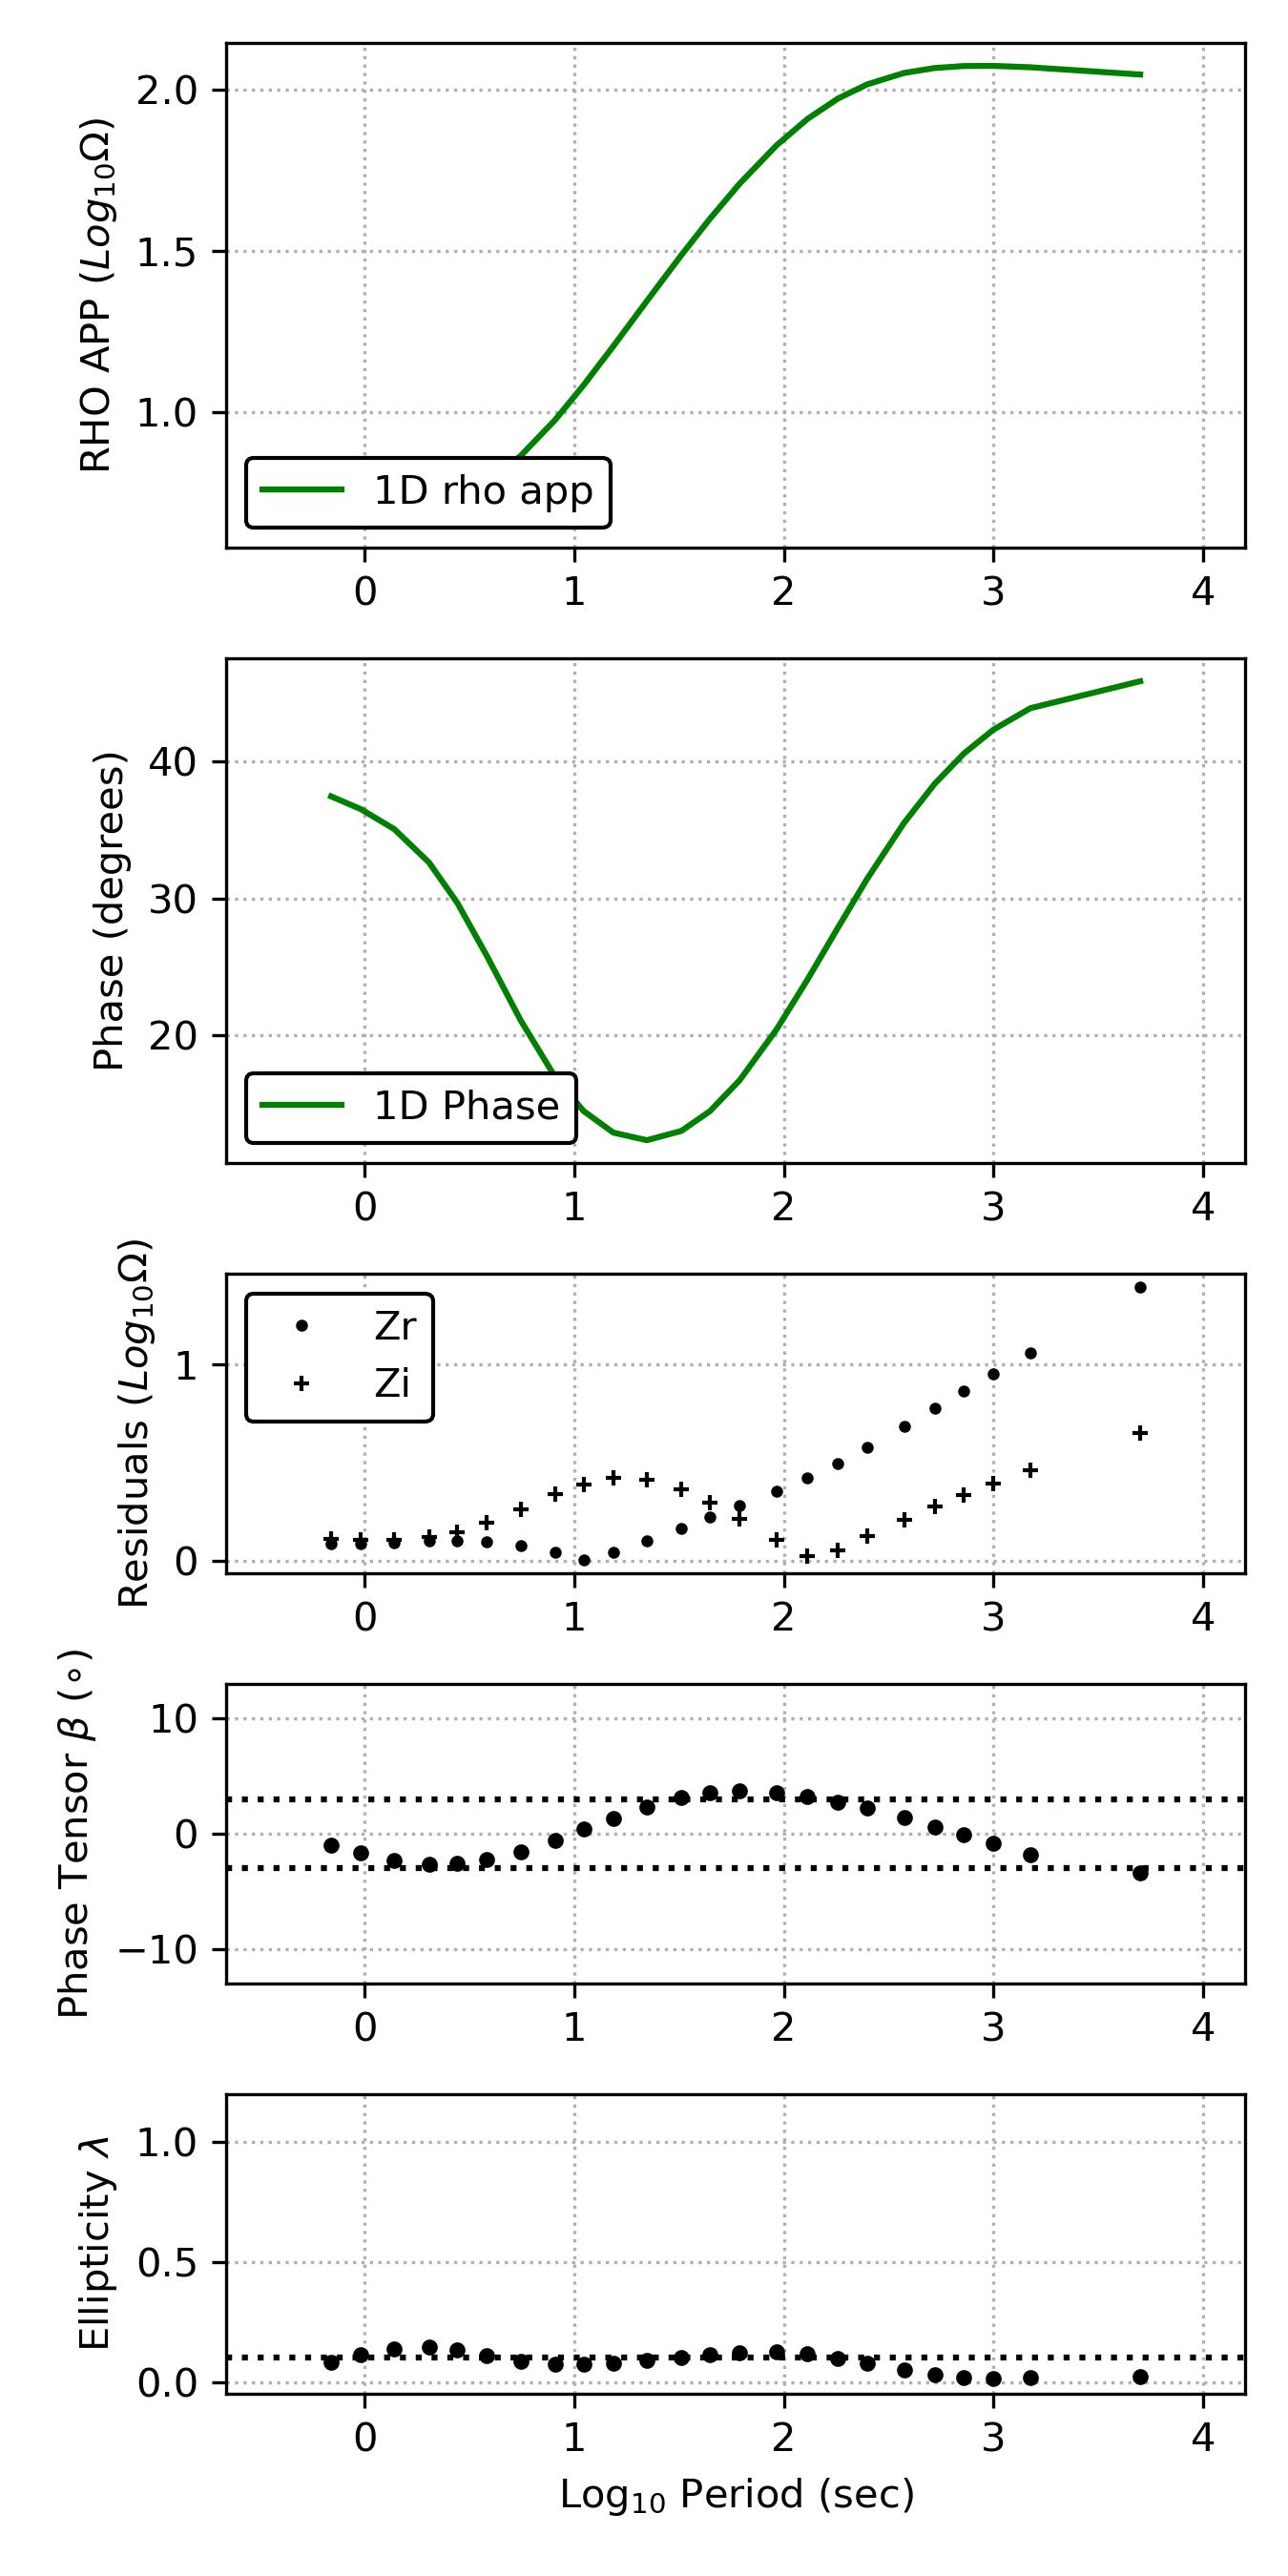 RHO APP (Log₁₀Ω)
2.0
1.5
1.0
1D rho app
0 1 2 3 4
Phase (degrees)
40
30
20
1D Phase
0 1 2 3 4
Residuals (Log₁₀Ω)
1
0
Zr
Zi
0 1 2 3 4
Phase Tensor β (∘)
10
0
−10
0 1 2 3 4
Ellipticity λ
1.0
0.5
0.0
0 1 2 3 4
Log₁₀ Period (sec)